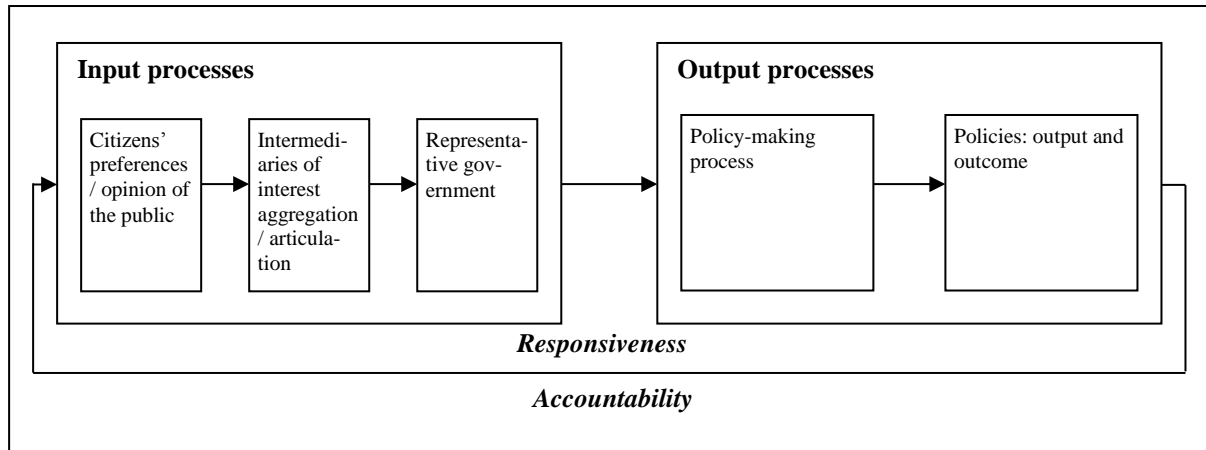 Input processes
Citizens'
preferences
/ opinion of
the public
Intermedi-
aries of
interest
aggregation
/ articula-
tion
Representa-
tive gov-
ernment
Output processes
Policy-making
process
Policies: output and
outcome
Responsiveness
Accountability